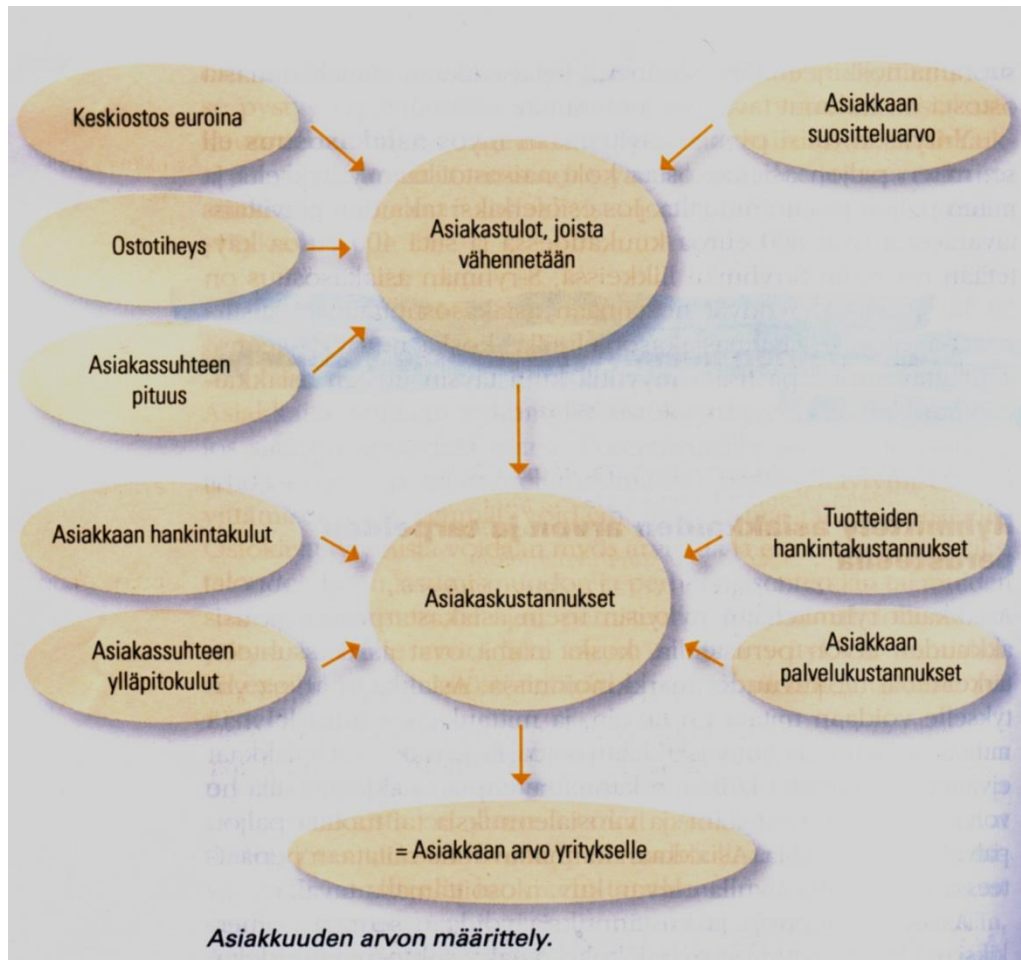 Keskiostos euroina
Asiakkaan
suositteluarvo
Ostotiheys
Asiakastulot, joista
vähennetään
Asiakassuhteen
pituus
Asiakkaan hankintakulut
Tuotteiden
hankintakustannukset
Asiakaskustannukset
Asiakassuhteen
ylläpitokulut
Asiakkaan
palvelukustannukset
= Asiakkaan arvo yritykselle
Asiakkuuden arvon määrittely.